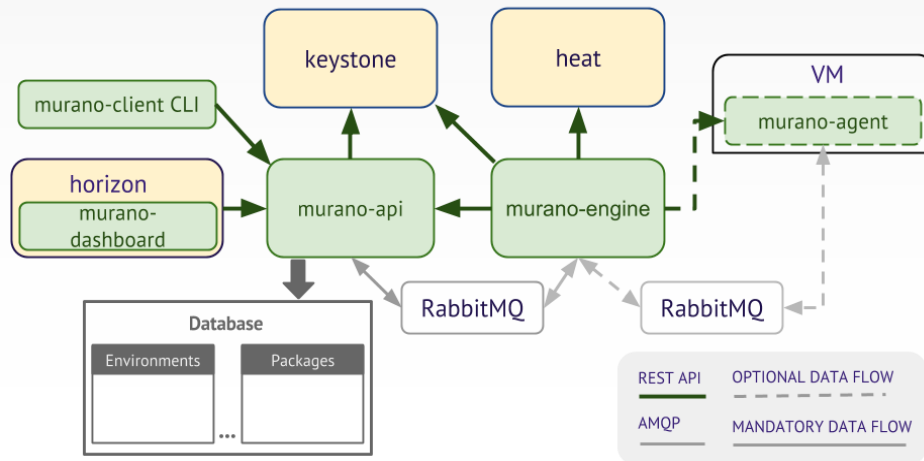 keystone
heat
VM
murano-client CLI
murano-agent
horizon
murano-
dashboard
murano-api
murano-engine
RabbitMQ
RabbitMQ
Database
Environments
Packages
...
REST API
OPTIONAL DATA FLOW
AMQP
MANDATORY DATA FLOW